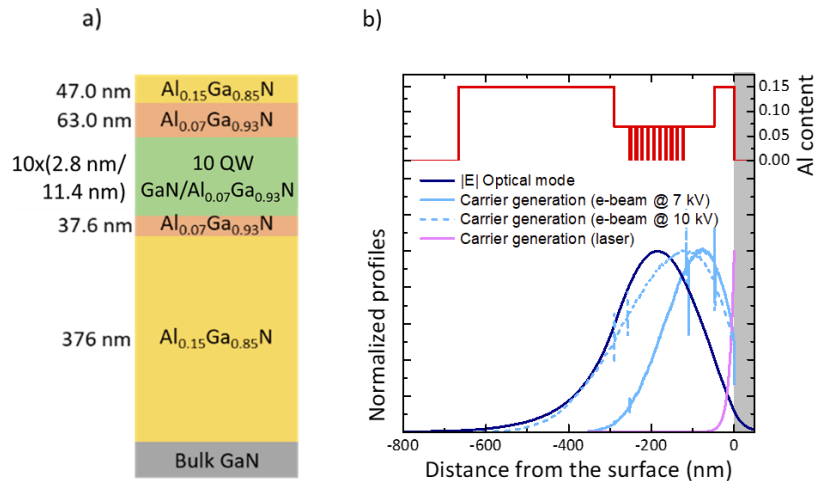 a)
47.0 nm
Al0.15Ga0.85N
63.0 nm
Al0.07Ga0.93N
10x(2.8 nm/
11.4 nm)
10 QW
GaN/Al0.07Ga0.93N
37.6 nm
Al0.07Ga0.93N
376 nm
Al0.15Ga0.85N
Bulk GaN
b)
0.15
0.10
0.05
0.00
Al content
|E| Optical mode
Carrier generation (e-beam @ 7 kV)
Carrier generation (e-beam @ 10 kV)
Carrier generation (laser)
Normalized profiles
-800
-600
-400
-200
0
Distance from the surface (nm)